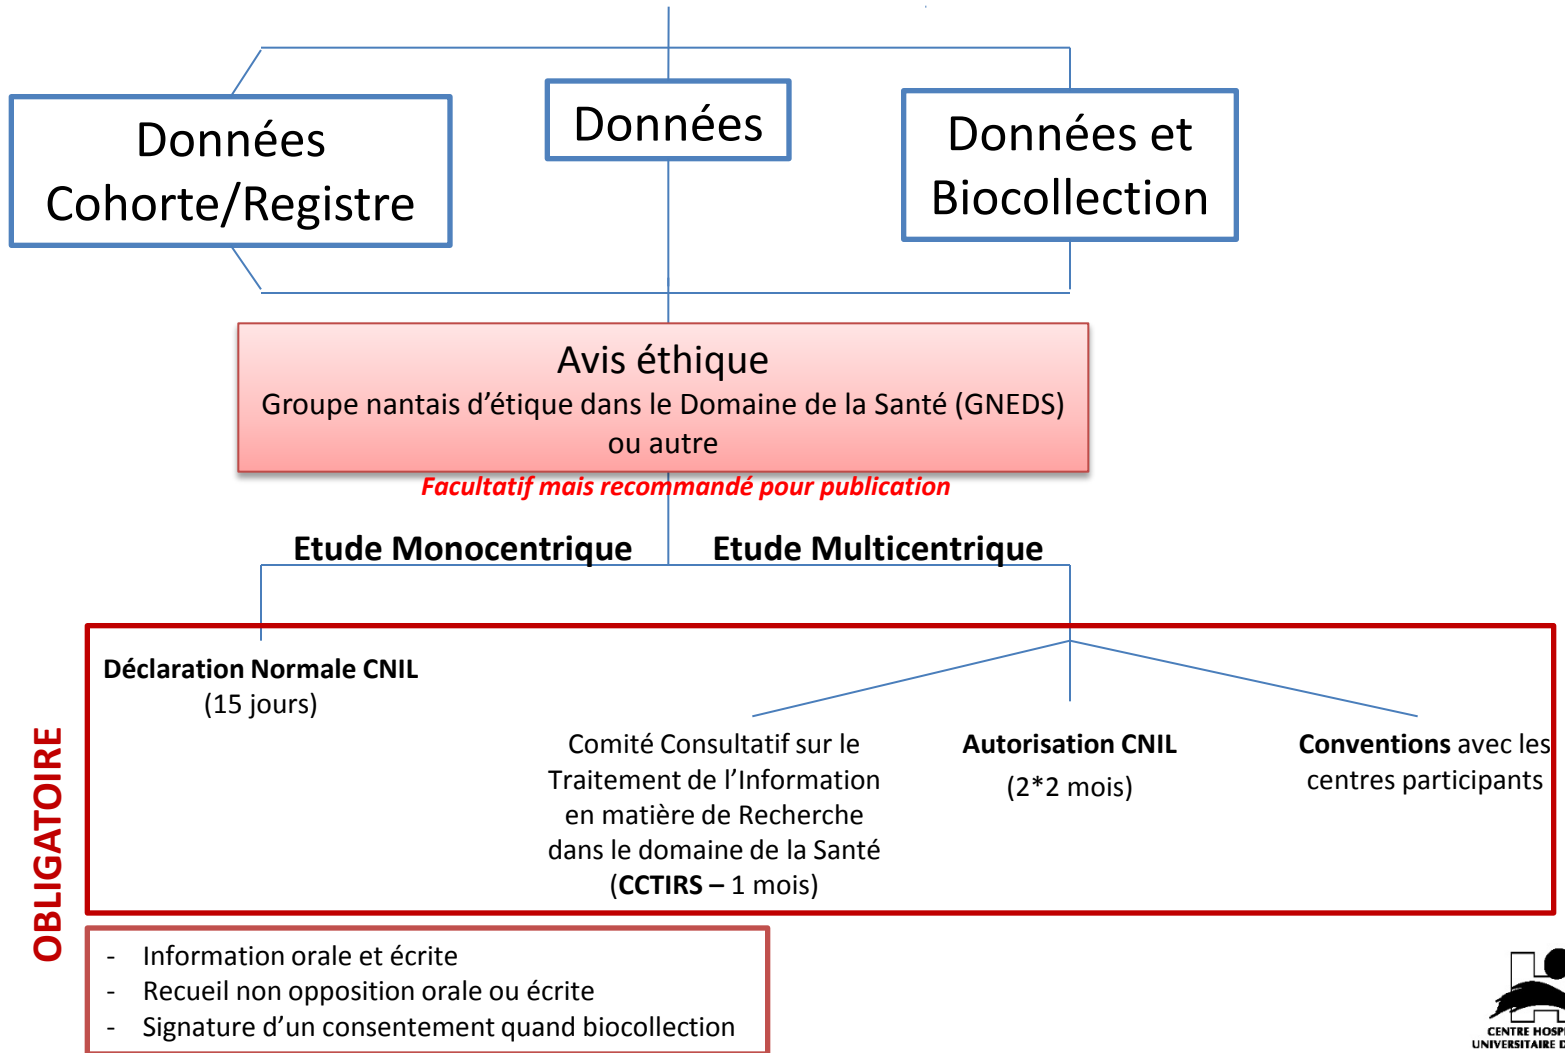 Données
Cohorte/Registre
Données
Données et
Biocollection
Avis éthique
Groupe nantais d'étique dans le Domaine de la Santé (GNEDS)
ou autre
Facultatif mais recommandé pour publication
Etude Monocentrique
Etude Multicentrique
OBLIGATOIRE
Déclaration Normale CNIL
(15 jours)
Comité Consultatif sur le
Traitement de l'Information
en matière de Recherche
dans le domaine de la Santé
(CCTIRS – 1 mois)
Autorisation CNIL
(2*2 mois)
Conventions avec les
centres participants
- Information orale et écrite
- Recueil non opposition orale ou écrite
- Signature d'un consentement quand biocollection
CENTRE HOSP
UNIVERSITAIRE D